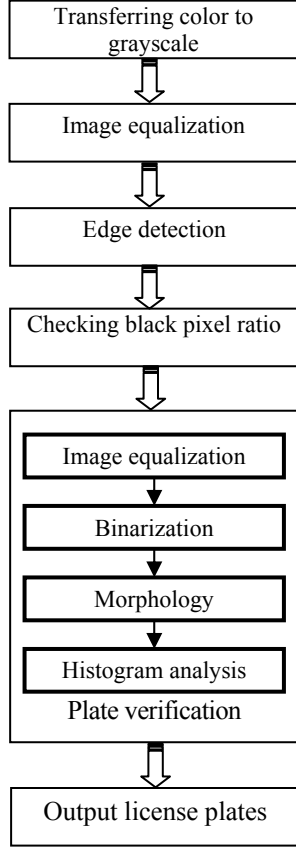 Transferring color to
grayscale
Image equalization
Edge detection
Checking black pixel ratio
Image equalization
Binarization
Morphology
Histogram analysis
Plate verification
Output license plates